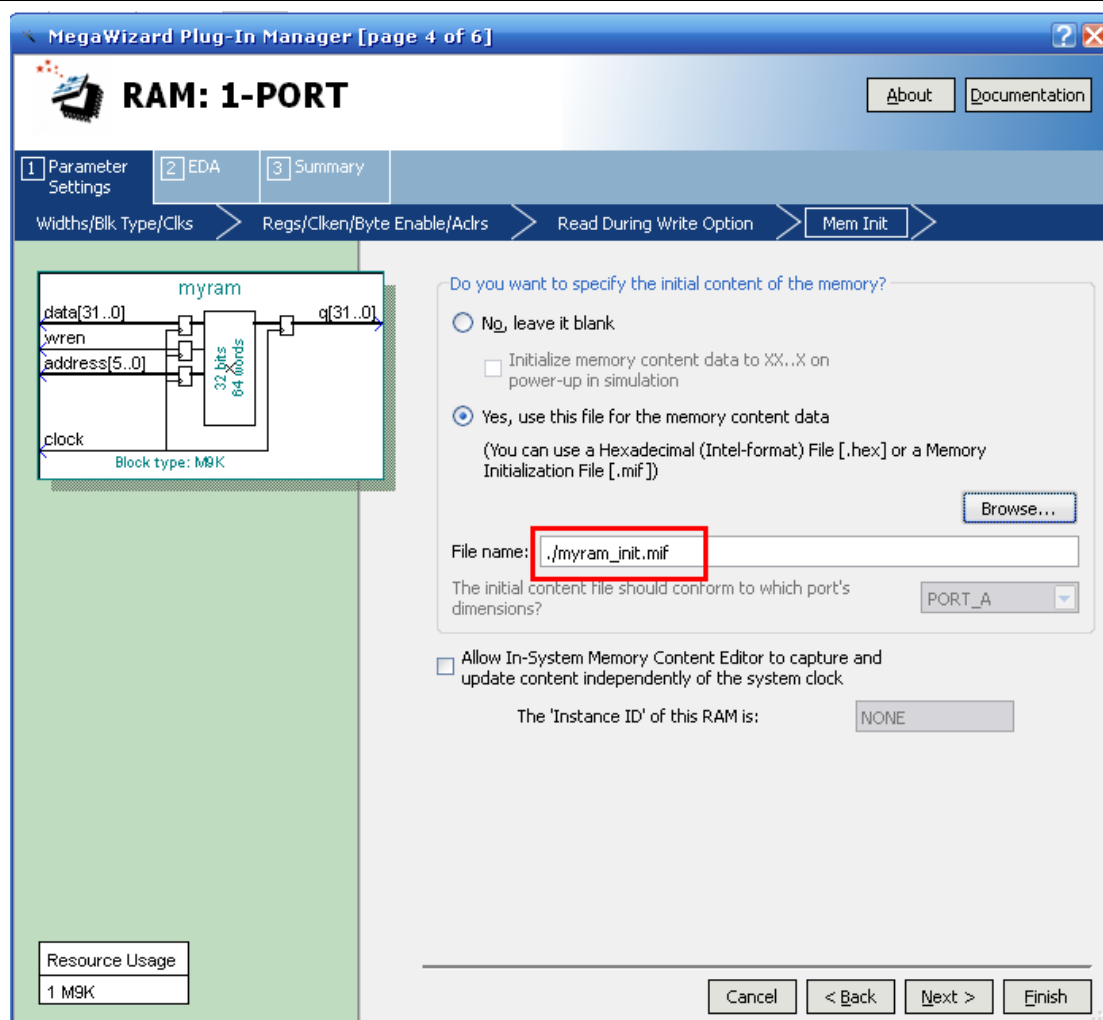 MegaWizard Plug-In Manager [page 4 of 6]
RAM: 1-PORT
About
Documentation
1 Parameter Settings
2 EDA
3 Summary
Widths/Blk Type/Clks
Regs/Clken/Byte Enable/Aclrs
Read During Write Option
Mem Init
myram
data[31..0]
q[31..0]
wren
address[5..0]
32 bits
64 words
clock
Block type: M9K
Do you want to specify the initial content of the memory?
No, leave it blank
Initialize memory content data to XX..X on
power-up in simulation
Yes, use this file for the memory content data
(You can use a Hexadecimal (Intel-format) File [.hex] or a Memory
Initialization File [.mif])
Browse...
File name: ./myram_init.mif
The initial content file should conform to which port's
dimensions?
PORT_A
Allow In-System Memory Content Editor to capture and
update content independently of the system clock
The 'Instance ID' of this RAM is:
NONE
Resource Usage
1 M9K
Cancel
< Back
Next >
Finish